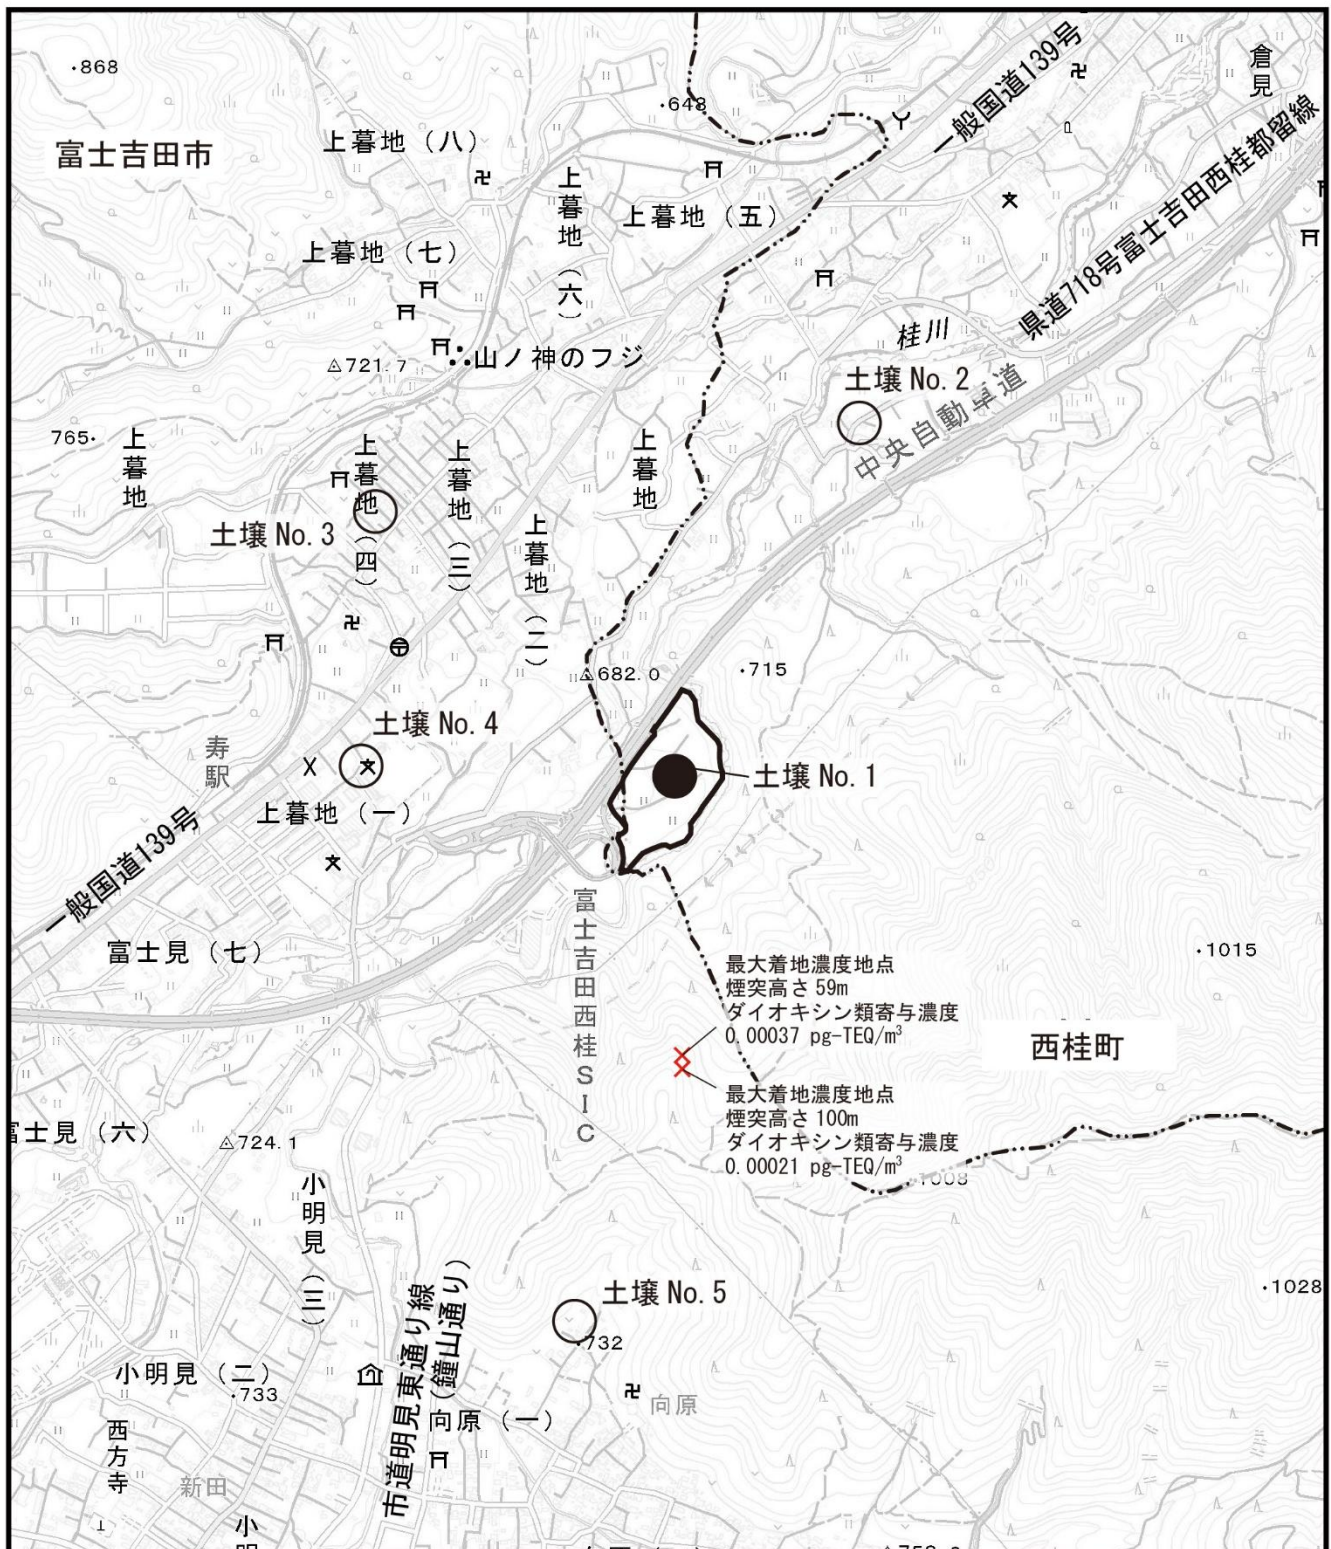 ・868
富士吉田市
上暮地（八）
上暮地（六）
・648
上暮地（五）
一般国道139号
倉見
県道718号富士吉田西桂都留線
上暮地（七）
山ノ神のフジ
△721.7
桂川
土壌 No. 2
中央自動車道
765・
上暮地
上暮地（四）
上暮地（三）
上暮地
土壌 No. 3
上暮地（二）
△682.0
・715
土壌 No. 4
寿駅
土壌 No. 1
上暮地（一）
一般国道139号
富士見（七）
富士吉田西桂SIC
・1015
最大着地濃度地点
煙突高さ 59m
ダイオキシン類寄与濃度
0.00037 pg-TEQ/m³
西桂町
最大着地濃度地点
煙突高さ 100m
ダイオキシン類寄与濃度
0.00021 pg-TEQ/m³
富士見（六）
△724.1
小明見（三）
土壌 No. 5
・1028
・732
市道明見東通り線
（鐘山通り）
小明見（二）
・733
向原
向原（一）
西方寺
新田
小